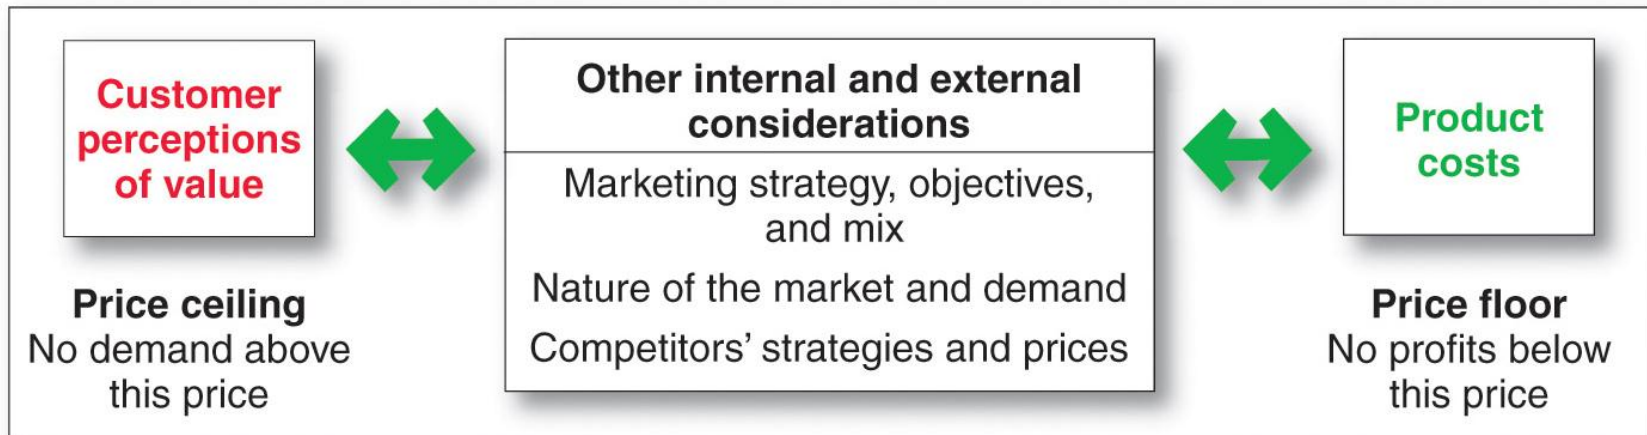 Customer
perceptions
of value
Price ceiling
No demand above
this price
Other internal and external
considerations
Marketing strategy, objectives,
and mix
Nature of the market and demand
Competitors’ strategies and prices
Product
costs
Price floor
No profits below
this price